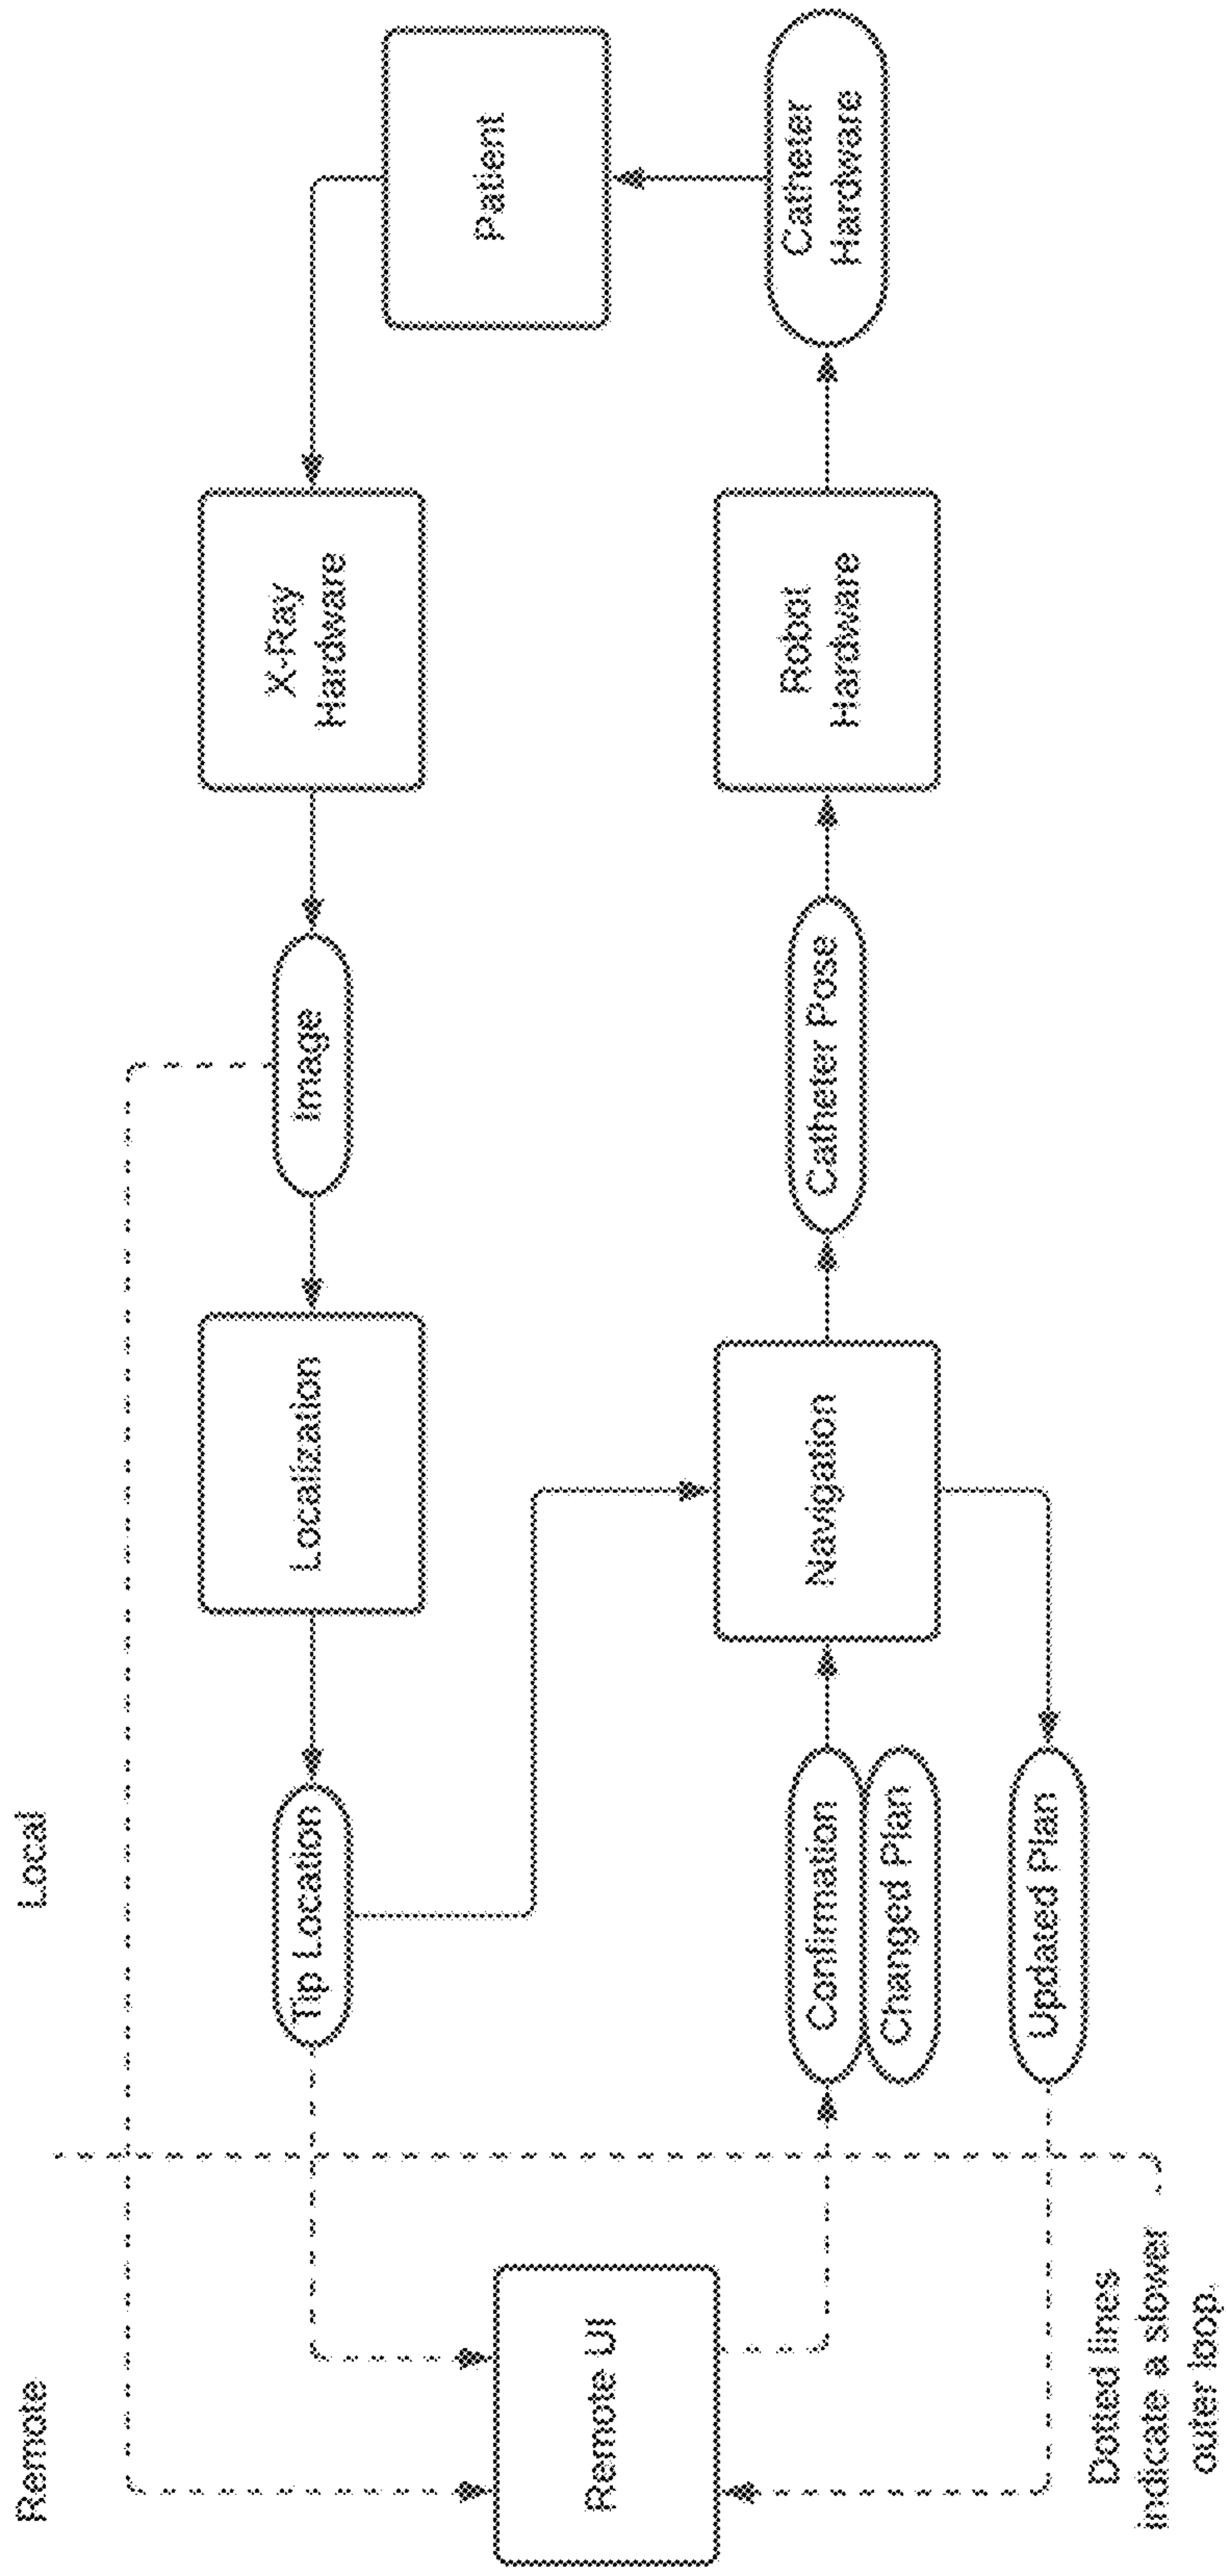 Remote
Local
Tip Location
Localization
Image
X-Ray
Hardware
Patient
Remote UI
Confirmation
Changed Plan
Navigation
Catheter Pose
Robot
Hardware
Catheter
Hardware
Updated Plan
Dotted lines
indicate a slower
outer loop.